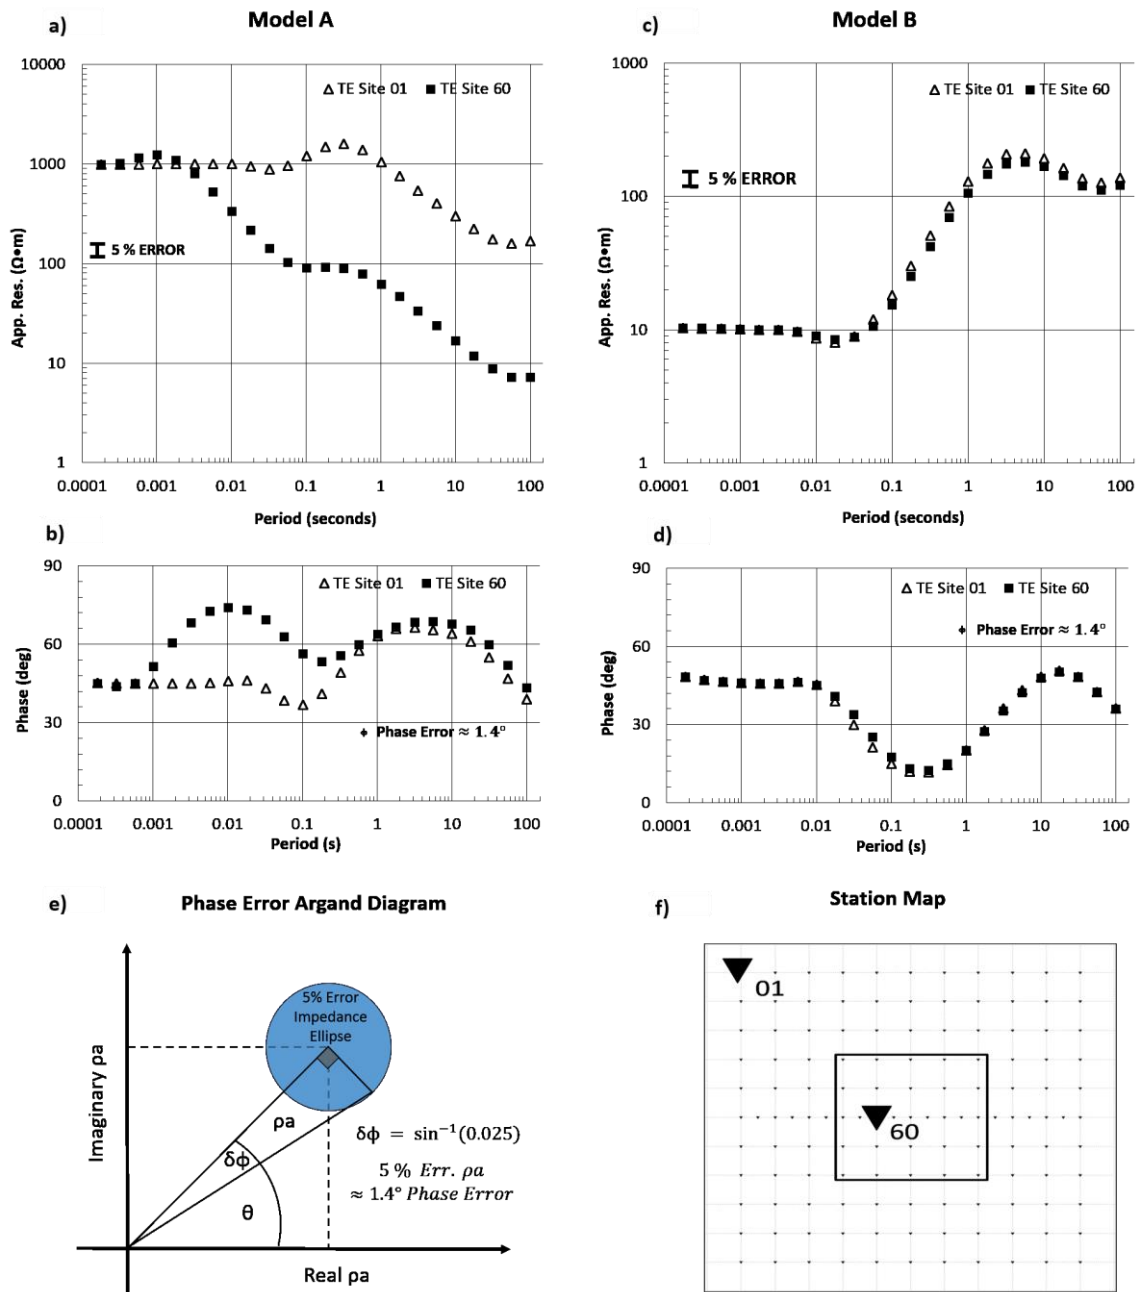 a)
Model A
10000
1000
100
10
1
App. Res. (Ω•m)
△ TE Site 01 ■ TE Site 60
5 % ERROR
0.0001 0.001 0.01 0.1 1 10 100
Period (seconds)
c)
Model B
1000
100
10
1
App. Res. (Ω•m)
△ TE Site 01 ■ TE Site 60
5 % ERROR
0.0001 0.001 0.01 0.1 1 10 100
Period (seconds)
b)
90
60
30
0
Phase (deg)
△ TE Site 01 ■ TE Site 60
Phase Error ≈ 1.4°
0.0001 0.001 0.01 0.1 1 10 100
Period (s)
d)
90
60
30
0
Phase (deg)
△ TE Site 01 ■ TE Site 60
Phase Error ≈ 1.4°
0.0001 0.001 0.01 0.1 1 10 100
Period (s)
e)
Phase Error Argand Diagram
5% Error
Impedance
Ellipse
Imaginary ρa
ρa
δϕ
θ
δϕ = sin⁻¹(0.025)
5 % Err. ρa
≈ 1.4° Phase Error
Real ρa
f)
Station Map
01
60